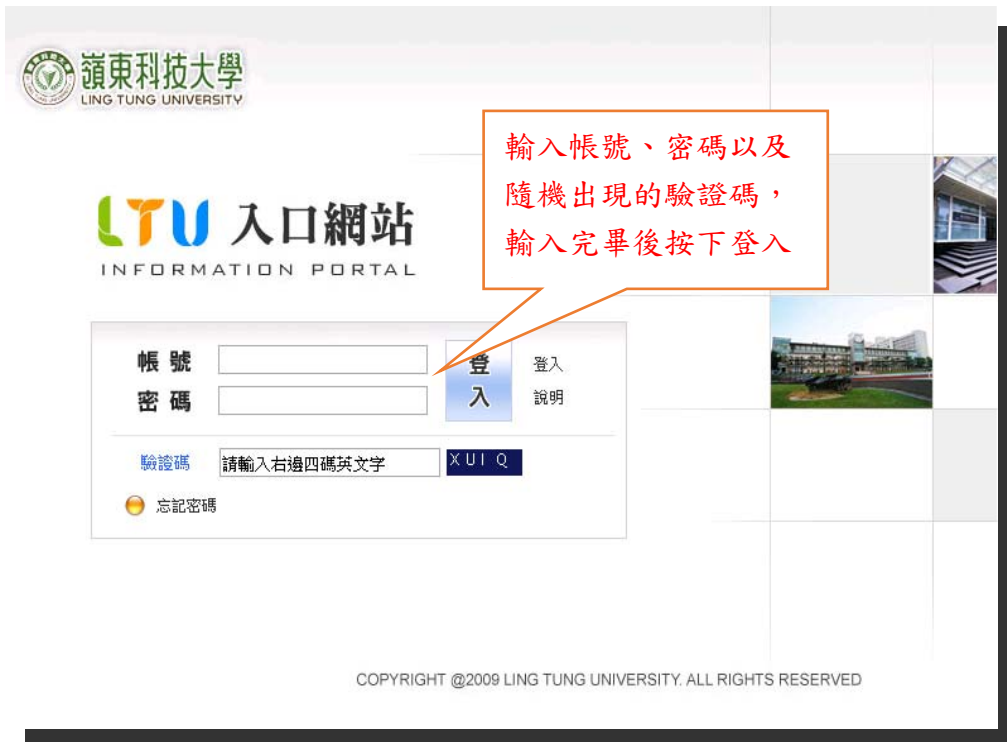 嶺東科技大學
LING TUNG UNIVERSITY
輸入帳號、密碼以及
隨機出現的驗證碼，
輸入完畢後按下登入
LTU 入口網站
INFORMATION PORTAL
帳號
登入
登入
說明
密碼
驗證碼 請輸入右邊四碼英文字 XUIQ
忘記密碼
COPYRIGHT @2009 LING TUNG UNIVERSITY. ALL RIGHTS RESERVED